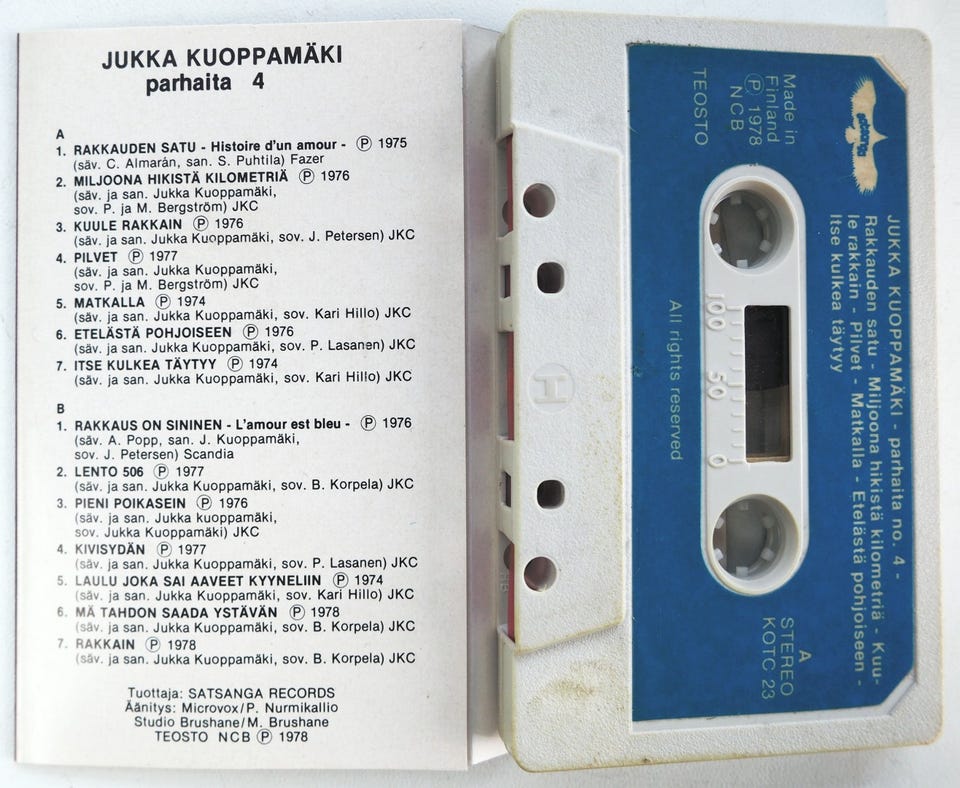 JUKKA KUOPPAMÄKI
parhaita 4
A
1. RAKKAUDEN SATU - Histoire d'un amour - Ⓟ 1975
(säv. C. Almarán, san. S. Puhtila) Fazer
2. MILJOONA HIKISTÄ KILOMETRIÄ Ⓟ 1976
(säv. ja san. Jukka Kuoppamäki,
sov. P. ja M. Bergström) JKC
3. KUULE RAKKAIN Ⓟ 1976
(säv. ja san. Jukka Kuoppamäki, sov. J. Petersen) JKC
4. PILVET Ⓟ 1977
(säv. ja san. Jukka Kuoppamäki,
sov. P. ja M. Bergström) JKC
5. MATKALLA Ⓟ 1974
(säv. ja san. Jukka Kuoppamäki, sov. Kari Hillo) JKC
6. ETELÄSTÄ POHJOISEEN Ⓟ 1976
(säv. ja san. Jukka Kuoppamäki, sov. P. Lasanen) JKC
7. ITSE KULKEA TÄYTYY Ⓟ 1974
(säv. ja san. Jukka Kuoppamäki, sov. Kari Hillo) JKC
B
1. RAKKAUS ON SININEN - L'amour est bleu - Ⓟ 1976
(säv. A. Popp, san. J. Kuoppamäki,
sov. J. Petersen) Scandia
2. LENTO 506 Ⓟ 1977
(säv. ja san. Jukka Kuoppamäki, sov. B. Korpela) JKC
3. PIENI POIKASEIN Ⓟ 1976
(säv. ja san. Jukka Kuoppamäki,
sov. Jukka Kuoppamäki) JKC
4. KIVISYDÄN Ⓟ 1977
(säv. ja san. Jukka Kuoppamäki, sov. P. Lasanen) JKC
5. LAULU JOKA SAI AAVEET KYYNELIIN Ⓟ 1974
(säv. ja san. Jukka Kuoppamäki, sov. Kari Hillo) JKC
6. MÄ TAHDON SAADA YSTÄVÄN Ⓟ 1978
(säv. ja san. Jukka Kuoppamäki, sov. B. Korpela) JKC
7. RAKKAIN Ⓟ 1978
(säv. ja san. Jukka Kuoppamäki, sov. B. Korpela) JKC
Tuottaja: SATSANGA RECORDS
Äänitys: Microvox/P. Nurmikallio
Studio Brushane/M. Brushane
TEOSTO NCB Ⓟ 1978
satsanga
JUKKA KUOPPAMÄKI - parhaita no. 4 -
Rakkauden satu - Miljoona hikistä kilometriä - Kuu-
le rakkain - Pilvet - Matkalla - Etelästä pohjoiseen -
Itse kulkea täytyy
Made in
Finland
Ⓟ 1978
NCB
TEOSTO
A
STEREO
KOTC 23
100 50 0
All rights reserved
H